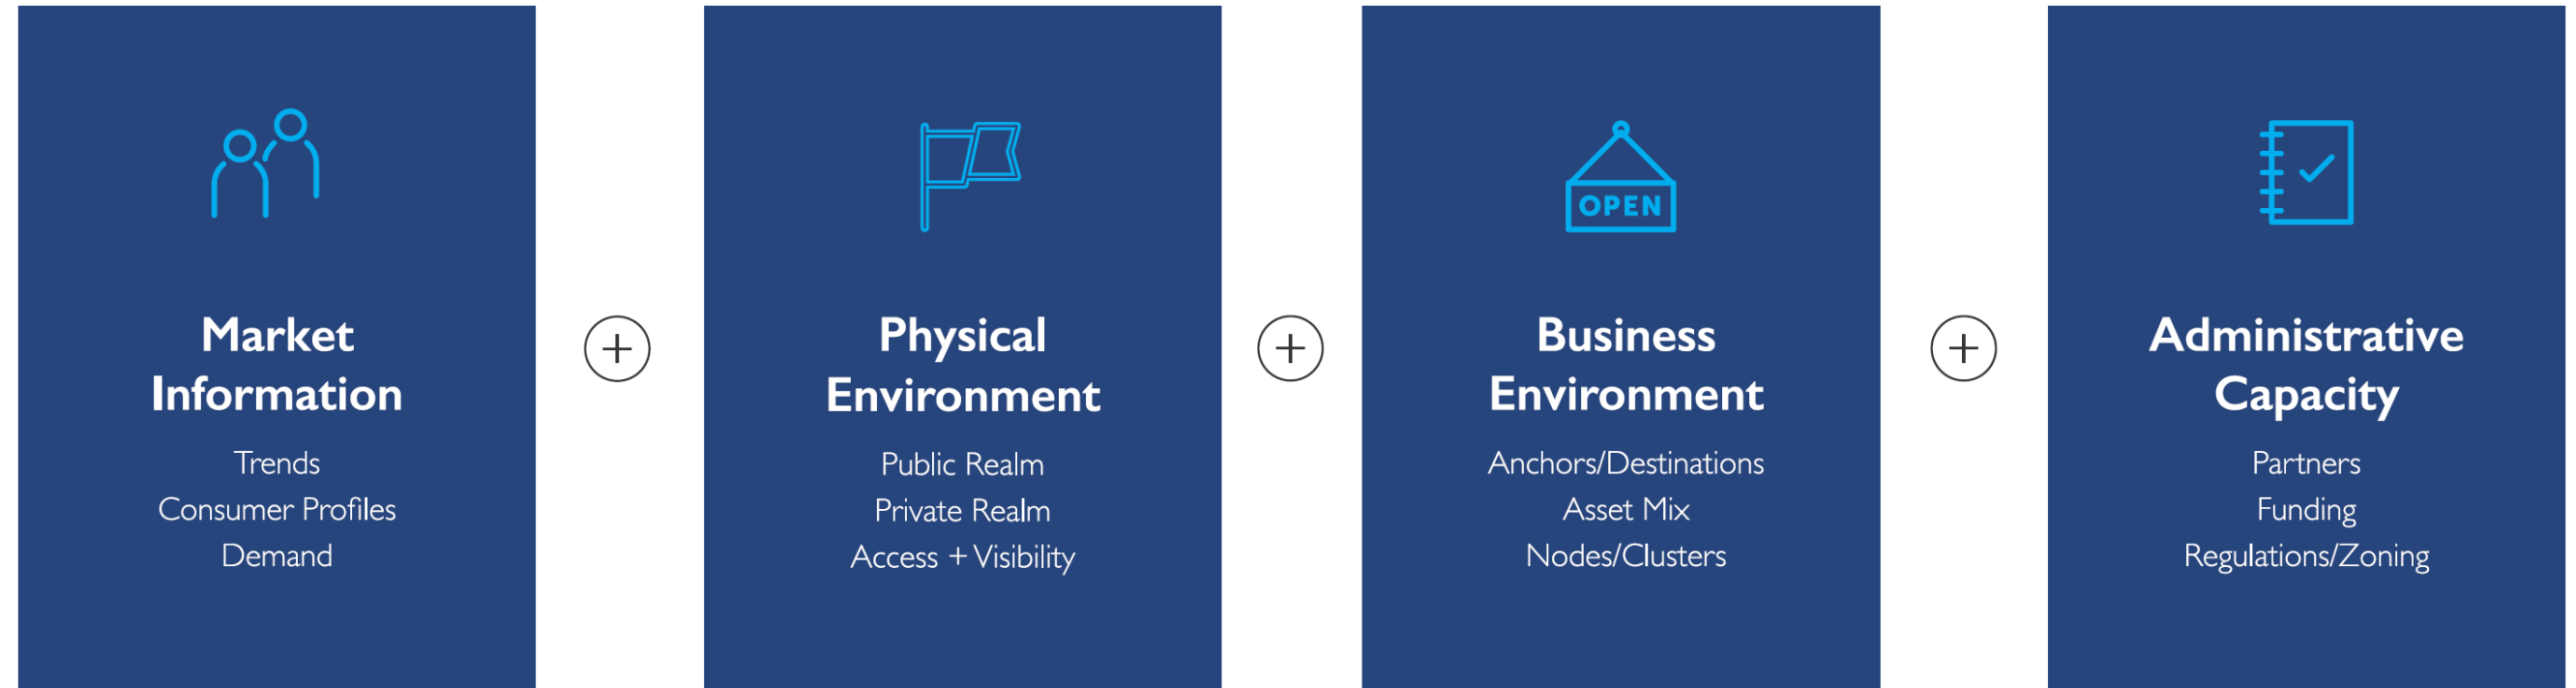 Market
Information
Trends
Consumer Profiles
Demand
+
Physical
Environment
Public Realm
Private Realm
Access + Visibility
+
OPEN
Business
Environment
Anchors/Destinations
Asset Mix
Nodes/Clusters
+
Administrative
Capacity
Partners
Funding
Regulations/Zoning